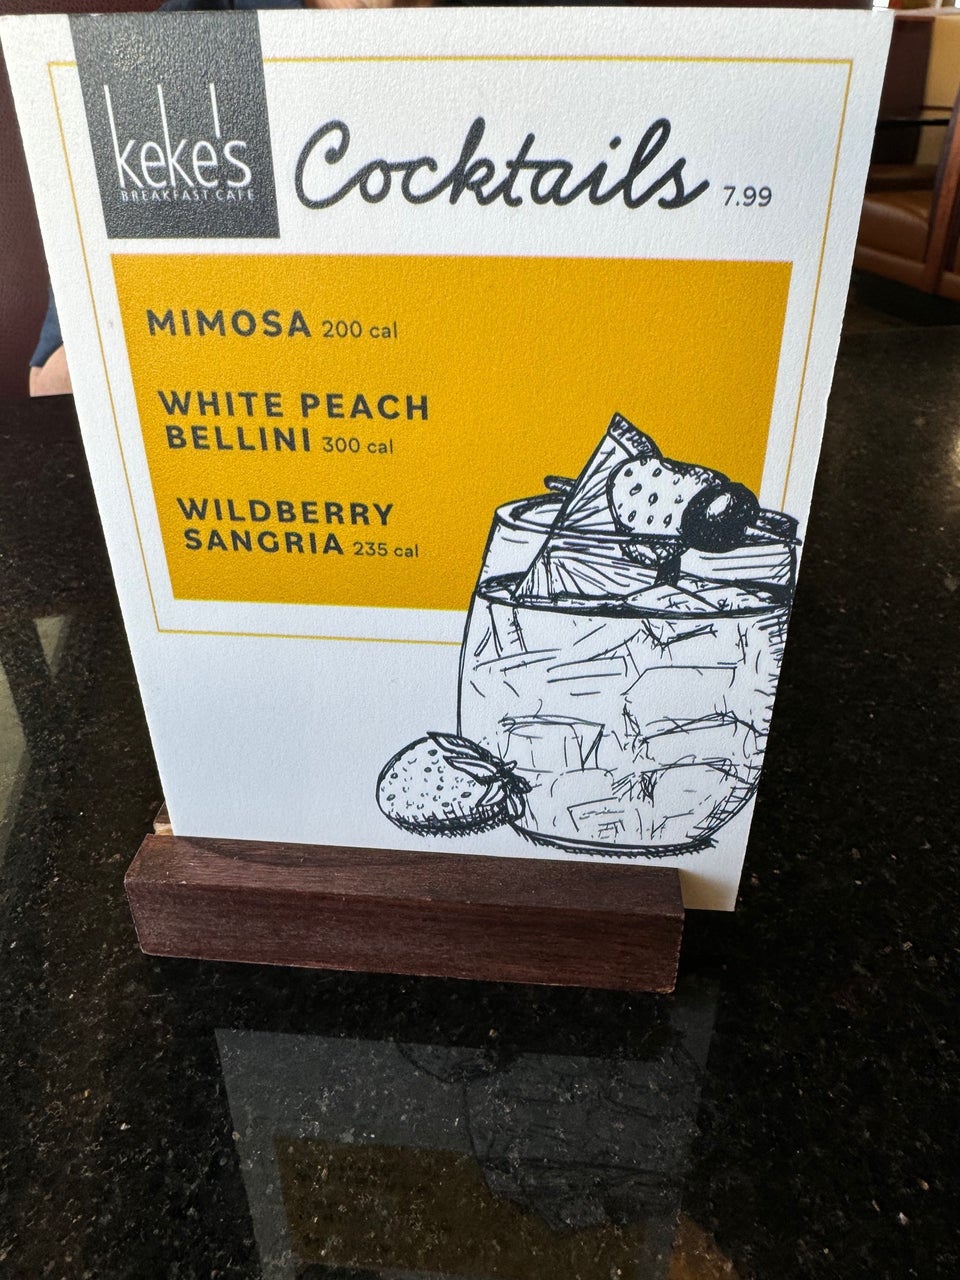 keke's
BREAKFAST CAFE
Cocktails 7.99
MIMOSA 200 cal
WHITE PEACH
BELLINI 300 cal
WILDBERRY
SANGRIA 235 cal